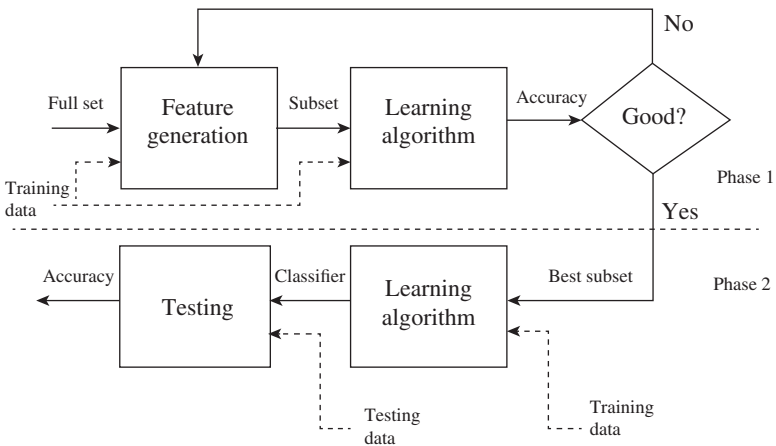 No
Full set
Feature
generation
Subset
Learning
algorithm
Accuracy
Good?
Training
data
Phase 1
Yes
Accuracy
Testing
Classifier
Learning
algorithm
Best subset
Phase 2
Testing
data
Training
data